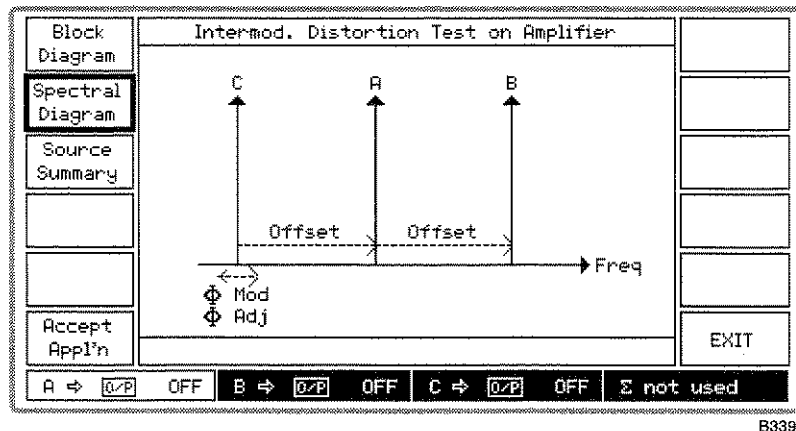 Block
Diagram
Spectral
Diagram
Source
Summary
Accept
Appl'n
Intermod. Distortion Test on Amplifier
C A B
Offset Offset
Freq
Φ Mod
Φ Adj
EXIT
A ⇨ O/P OFF B ⇨ O/P OFF C ⇨ O/P OFF Σ not used
B339